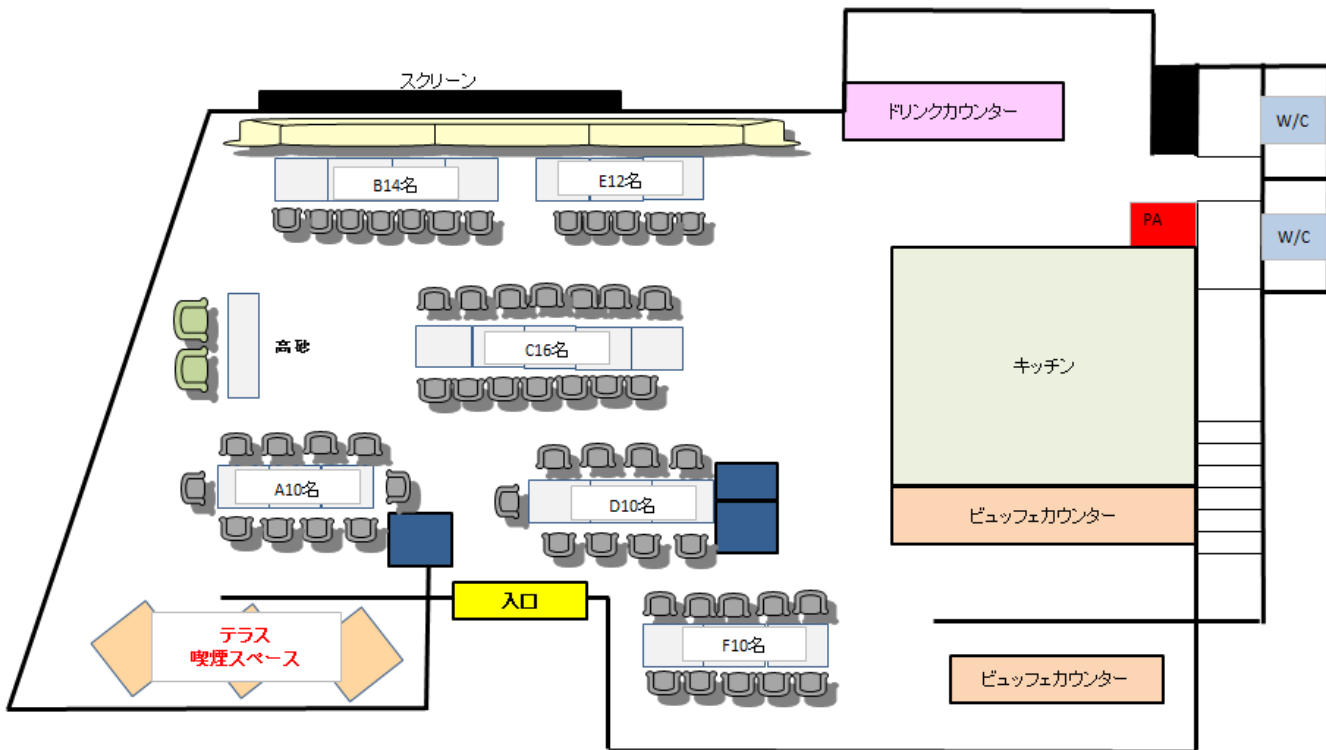 スクリーン
ドリンクカウンター
W/C
B14名
E12名
PA
W/C
高砂
C16名
キッチン
A10名
D10名
ビュッフェカウンター
入口
テラス
喫煙スペース
F10名
ビュッフェカウンター